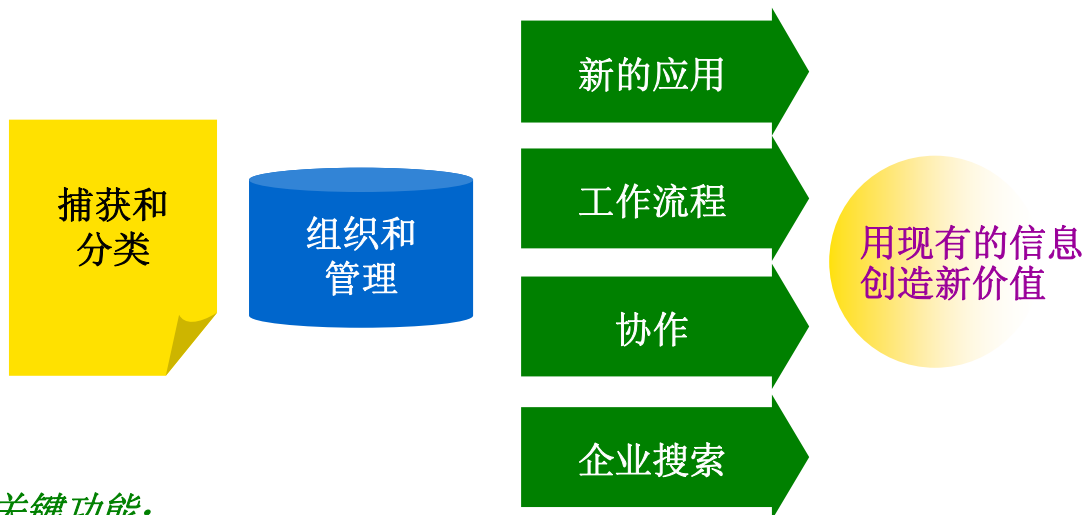 捕获和
分类
组织和
管理
新的应用
工作流程
协作
企业搜索
用现有的信息
创造新价值
关键功能：